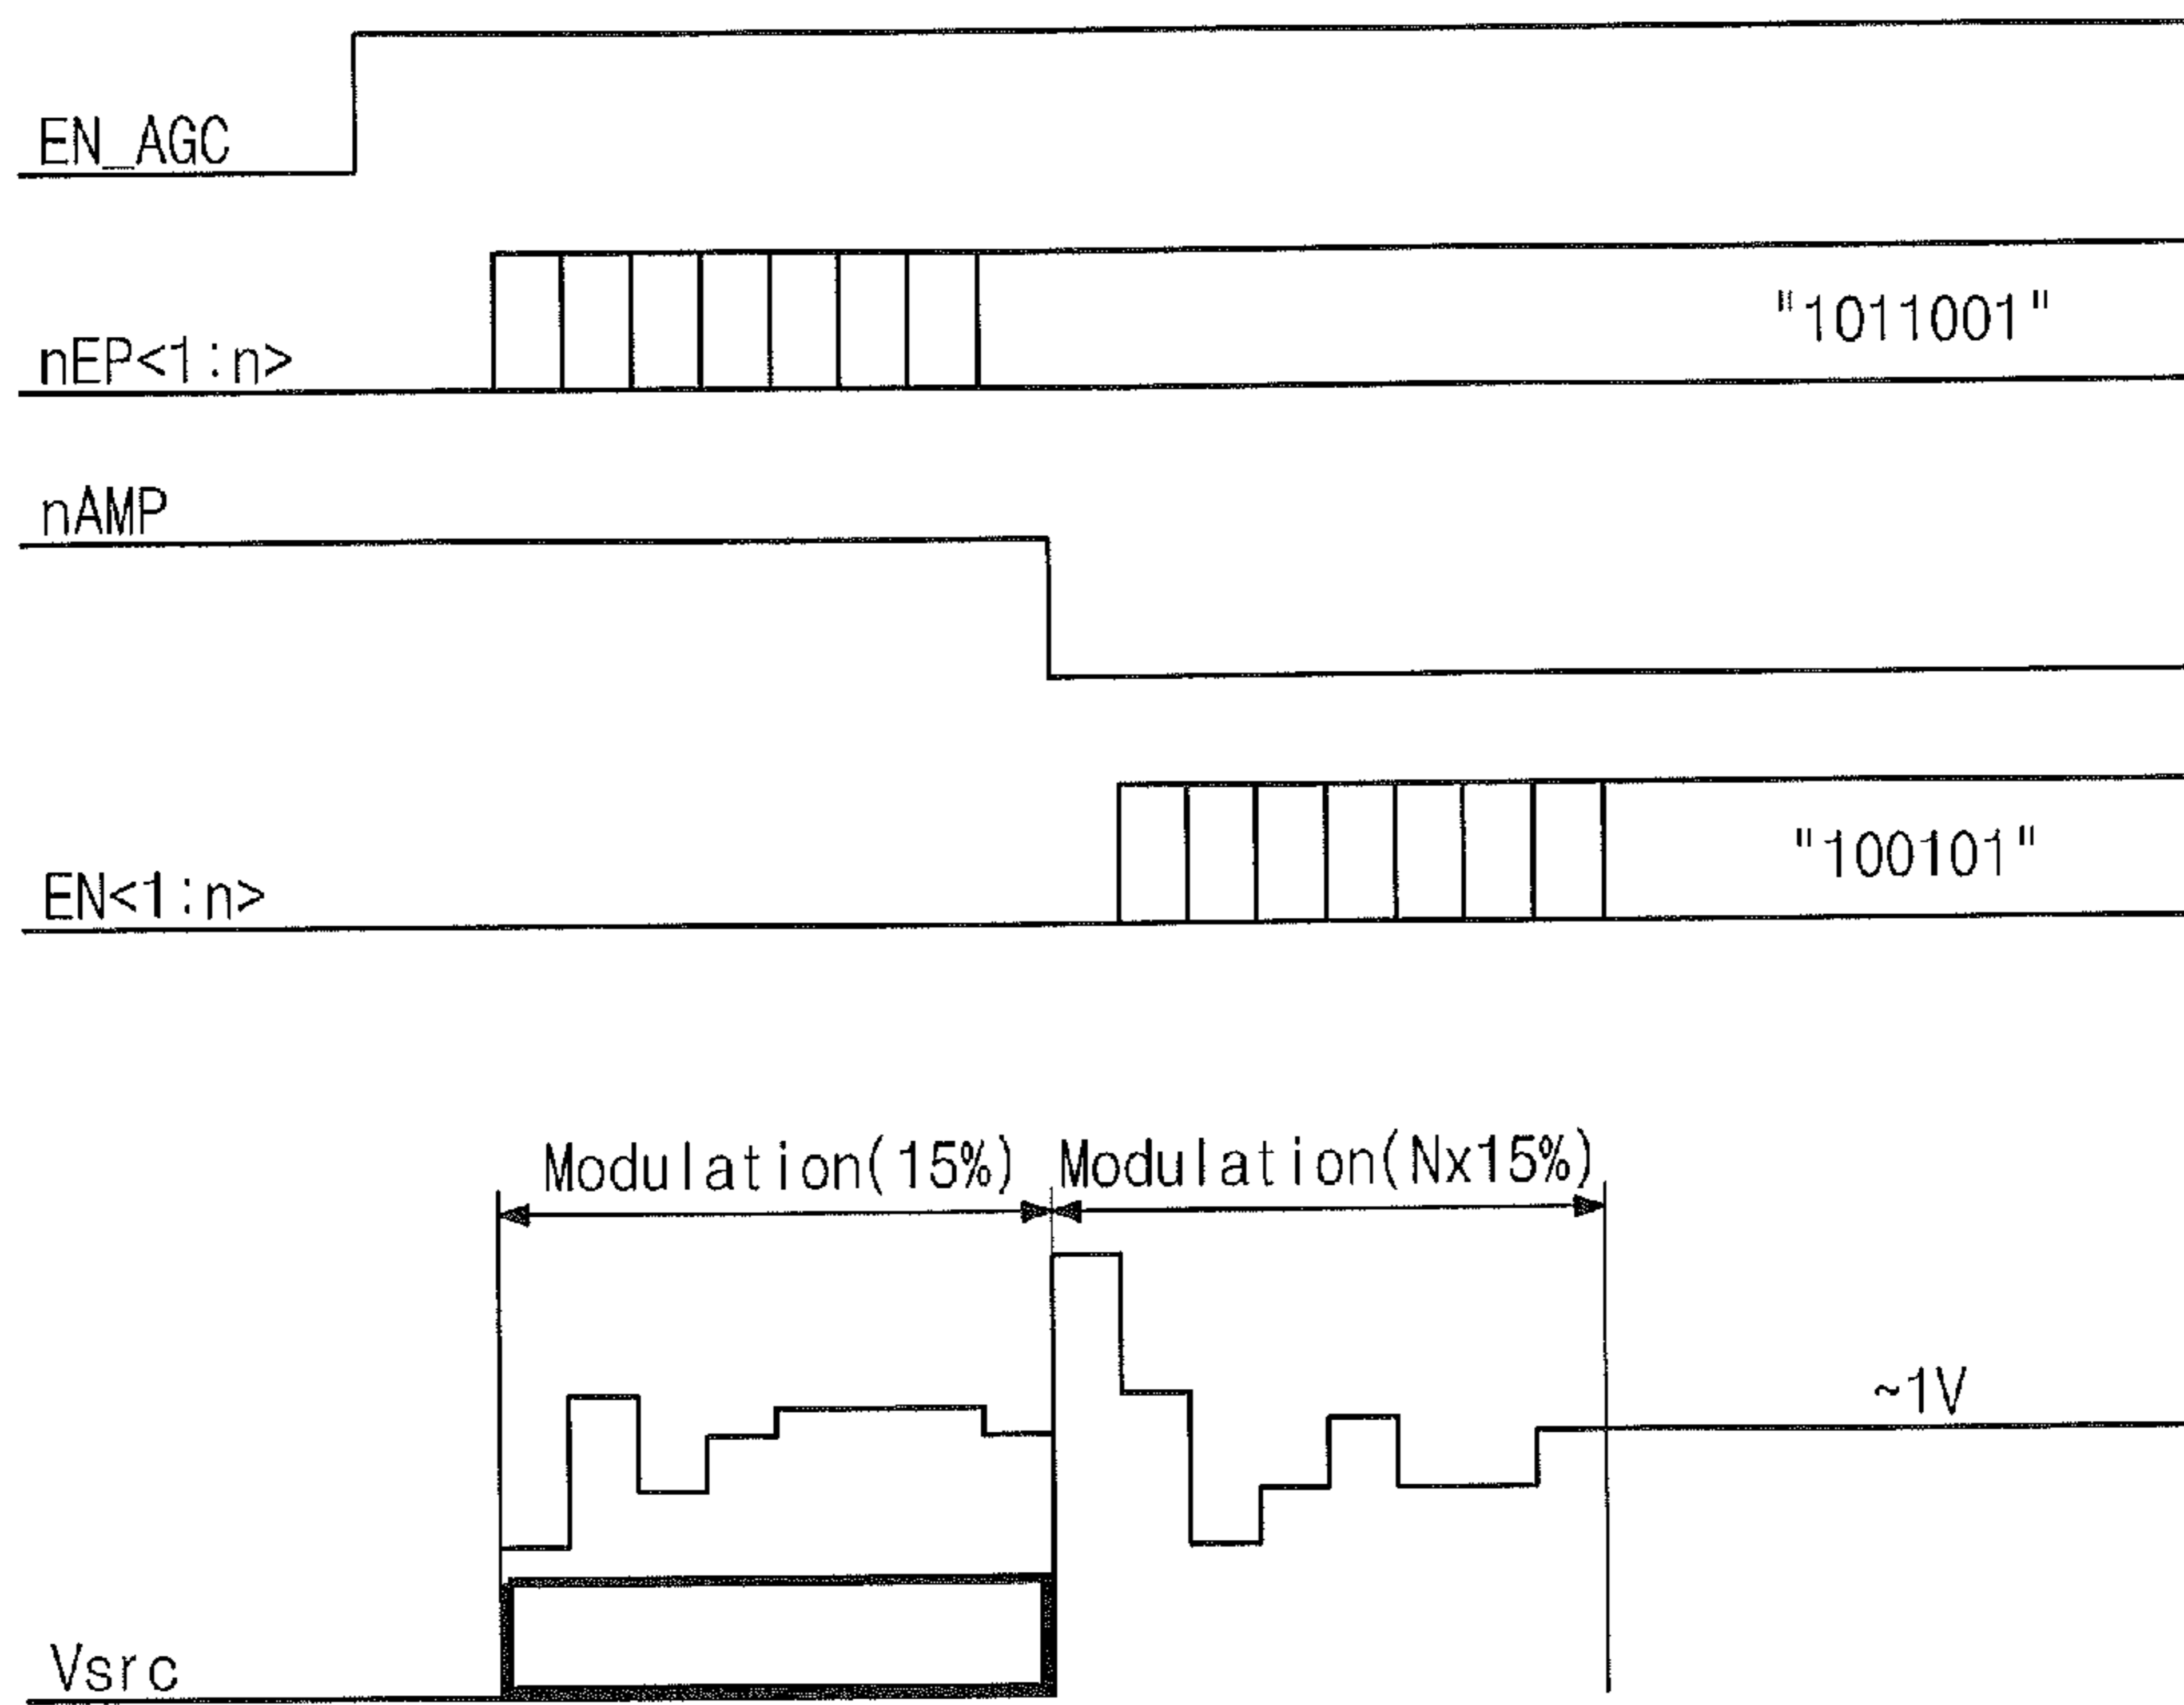 EN_AGC
"1011001"
nEP<1:n>
nAMP
"100101"
EN<1:n>
Modulation(15%) Modulation(Nx15%)
~1V
Vsrc